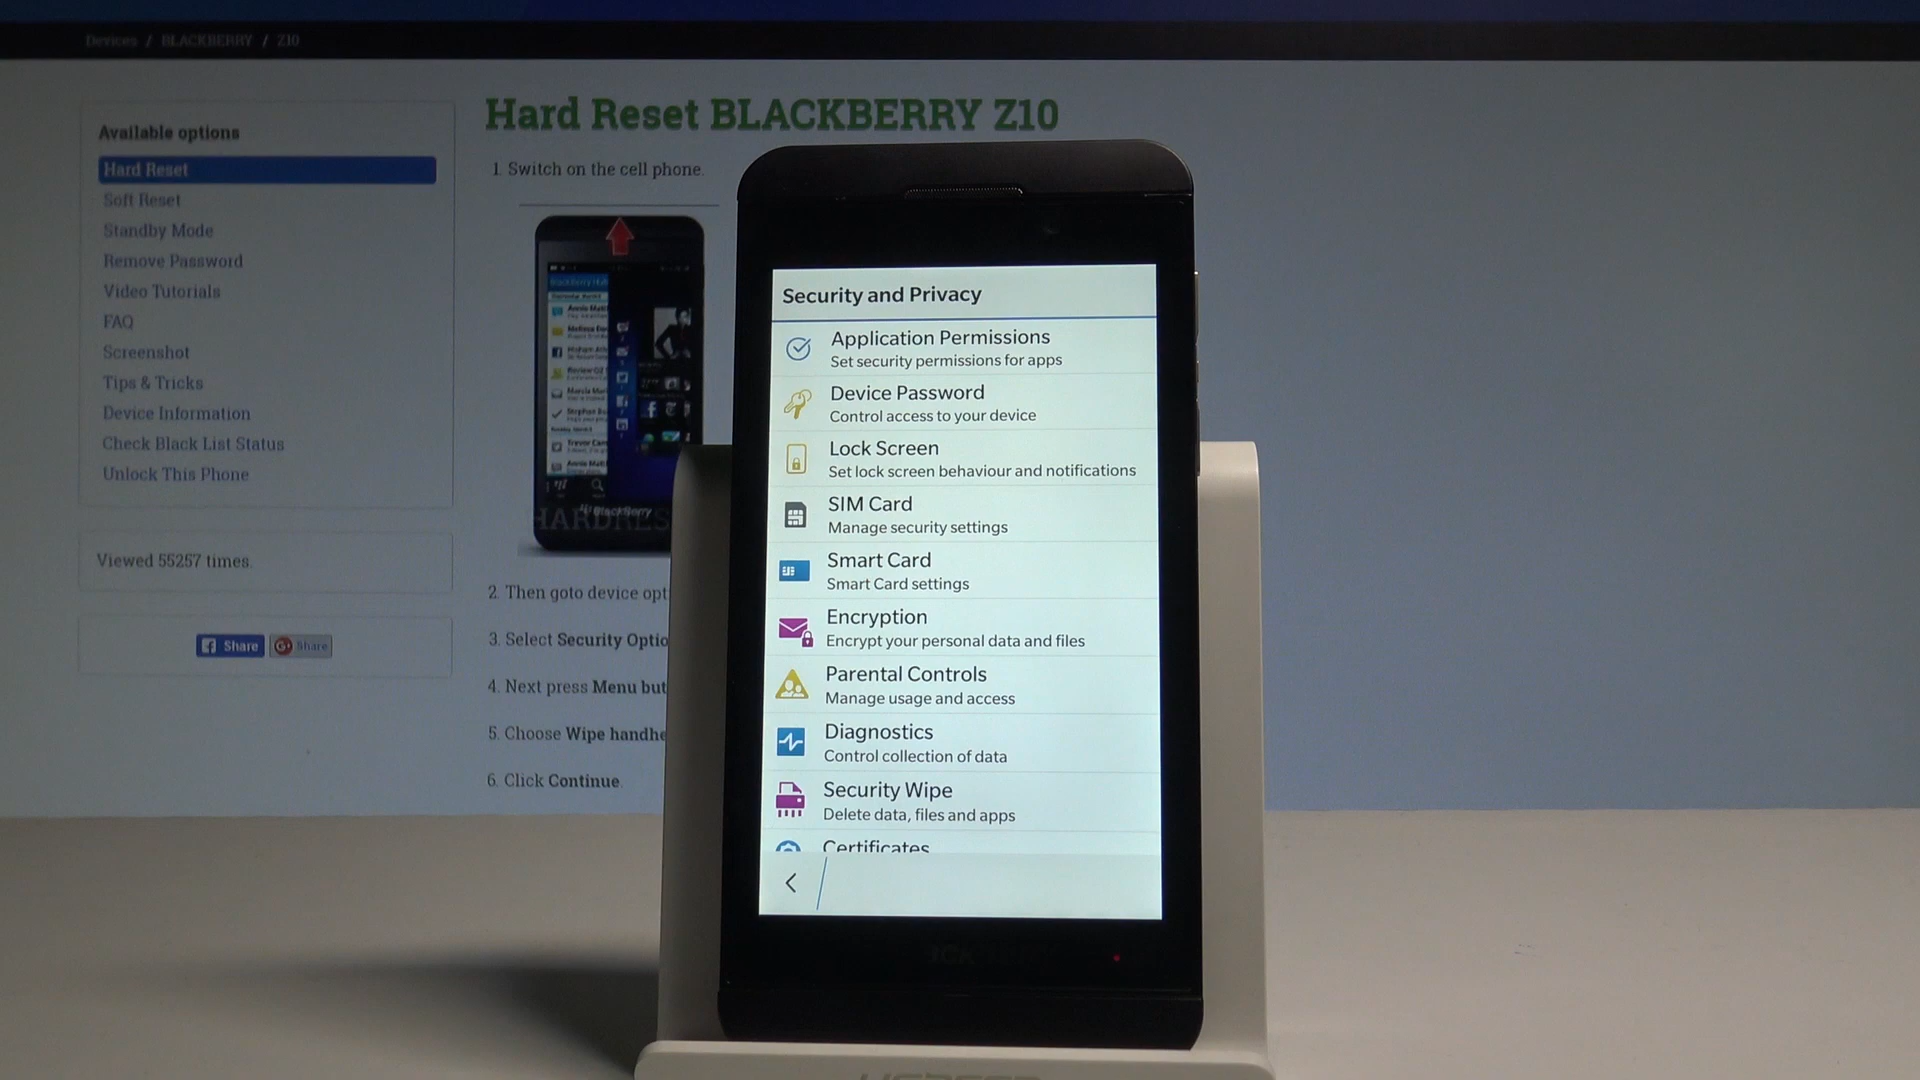 Devices / BLACKBERRY / Z10
Available options
Hard Reset
Soft Reset
Standby Mode
Remove Password
Video Tutorials
FAQ
Screenshot
Tips & Tricks
Device Information
Check Black List Status
Unlock This Phone
Viewed 55257 times.
Share
Share
Hard Reset BLACKBERRY Z10
1. Switch on the cell phone.
BlackBerry
2. Then goto device opt
3. Select Security Optio
4. Next press Menu but
5. Choose Wipe handhe
6. Click Continue.
Security and Privacy
Application Permissions
Set security permissions for apps
Device Password
Control access to your device
Lock Screen
Set lock screen behaviour and notifications
SIM Card
Manage security settings
Smart Card
Smart Card settings
Encryption
Encrypt your personal data and files
Parental Controls
Manage usage and access
Diagnostics
Control collection of data
Security Wipe
Delete data, files and apps
Certificates